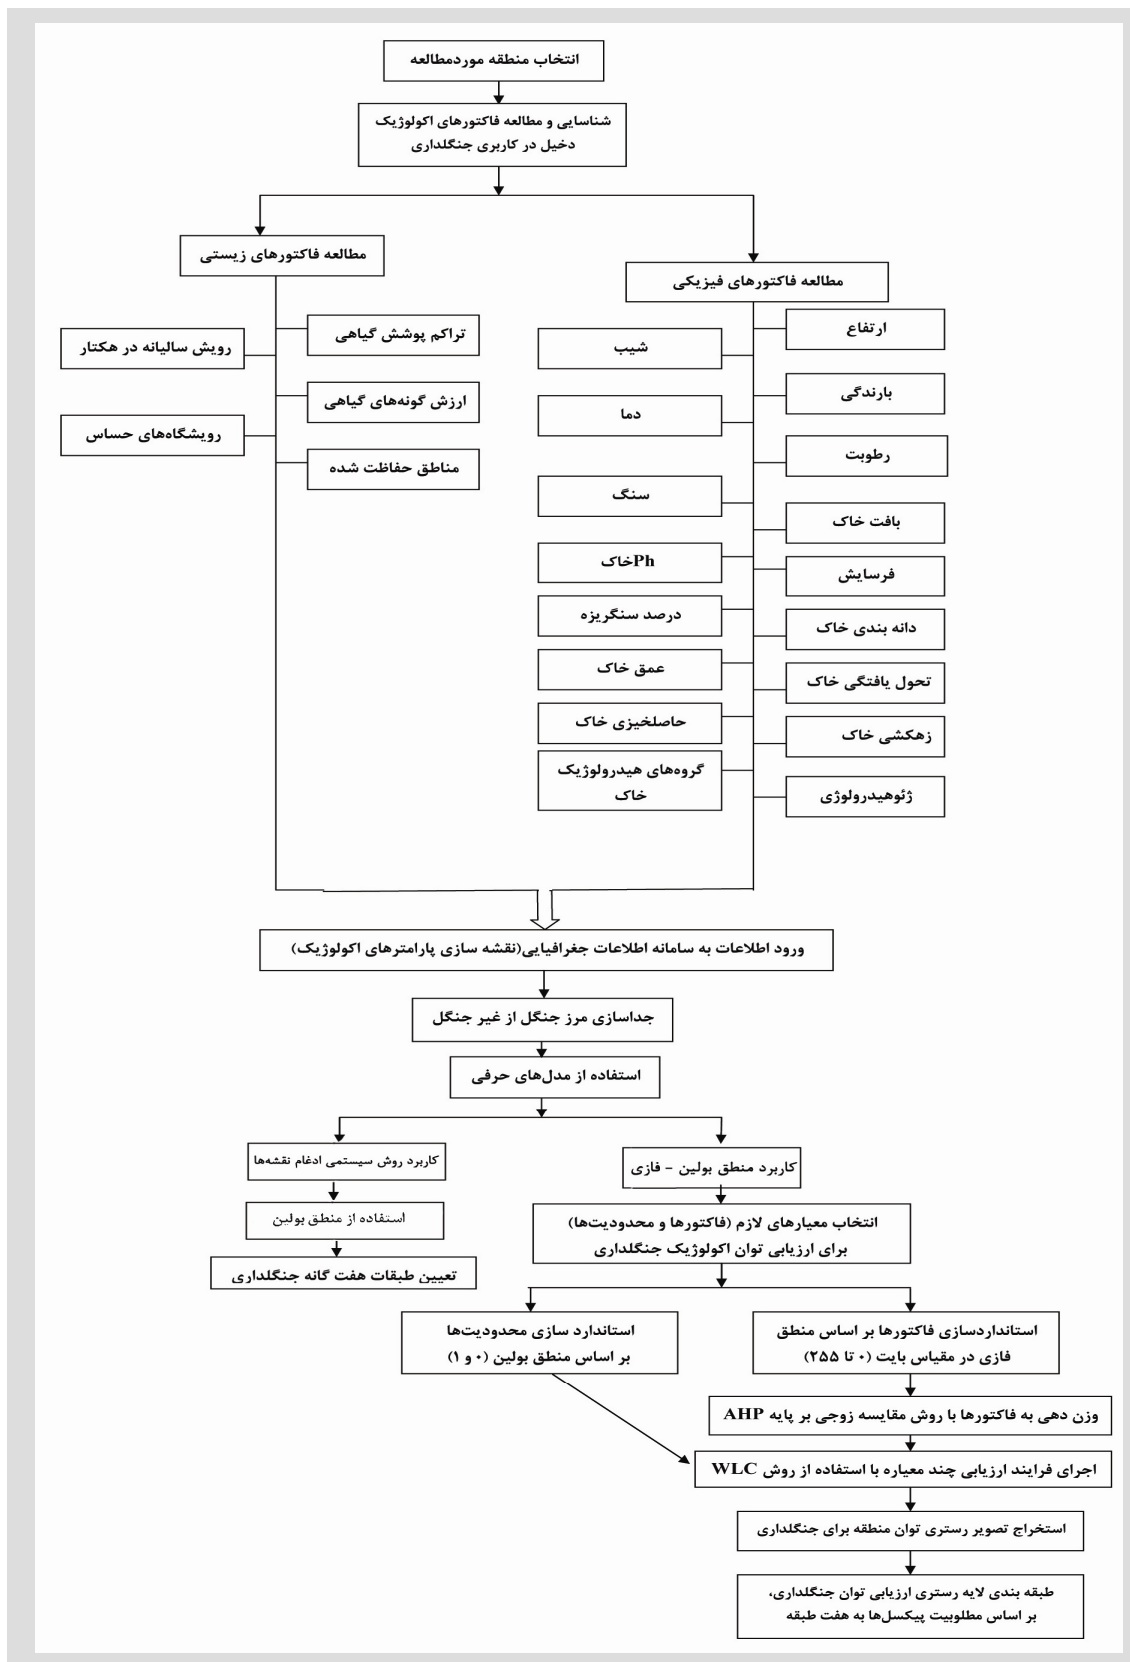 انتخاب منطقه موردمطالعه
شناسایی و مطالعه فاکتورهای اکولوژیک
دخیل در کاربری جنگلداری
مطالعه فاکتورهای فیزیکی
ارتفاع
شیب
بارندگی
دما
رطوبت
سنگ
بافت خاک
Phخاک
فرسایش
درصد سنگریزه
دانه بندی خاک
عمق خاک
تحول یافتگی خاک
حاصلخیزی خاک
زهکشی خاک
گروه‌های هیدرولوژیک
خاک
ژئوهیدرولوژی
مطالعه فاکتورهای زیستی
تراکم پوشش گیاهی
رویش سالیانه در هکتار
ارزش گونه‌های گیاهی
رویشگاه‌های حساس
مناطق حفاظت شده
ورود اطلاعات به سامانه اطلاعات جغرافیایی(نقشه سازی پارامترهای اکولوژیک)
جداسازی مرز جنگل از غیر جنگل
استفاده از مدل‌های حرفی
کاربرد منطق بولین – فازی
انتخاب معیارهای لازم (فاکتورها و محدودیت‌ها)
برای ارزیابی توان اکولوژیک جنگلداری
استانداردسازی فاکتورها بر اساس منطق
فازی در مقیاس بایت (۰ تا ۲۵۵)
استاندارد سازی محدودیت‌ها
بر اساس منطق بولین (۰ و ۱)
وزن دهی به فاکتورها با روش مقایسه زوجی بر پایه AHP
اجرای فرایند ارزیابی چند معیاره با استفاده از روش WLC
استخراج تصویر رستری توان منطقه برای جنگلداری
طبقه بندی لایه رستری ارزیابی توان جنگلداری،
بر اساس مطلوبیت پیکسل‌ها به هفت طبقه
کاربرد روش سیستمی ادغام نقشه‌ها
استفاده از منطق بولین
تعیین طبقات هفت گانه جنگلداری